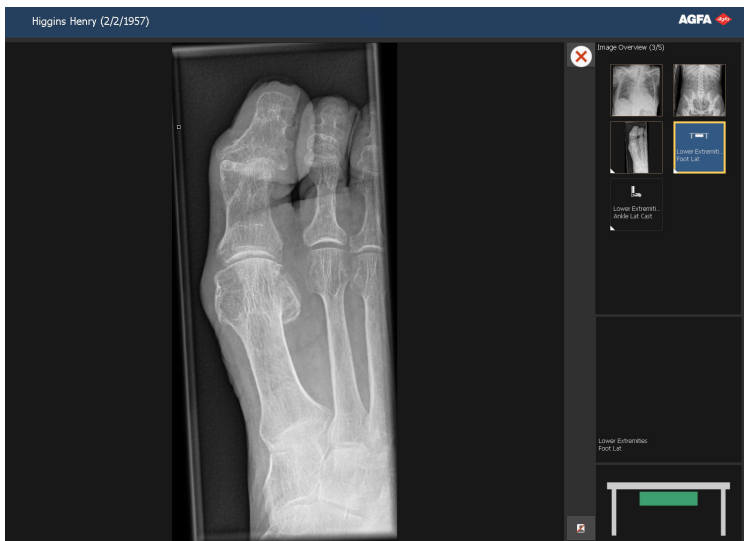 Higgins Henry (2/2/1957)
AGFA
Image Overview (3/5)
Lower Extremiti...
Foot Lat
Lower Extremiti...
Ankle Lat Cast
Lower Extremities
Foot Lat